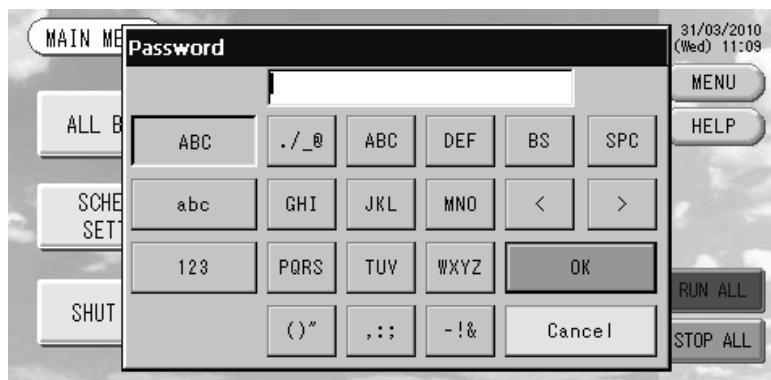 MAIN ME
Password
31/03/2010
(Wed) 11:09
MENU
HELP
ALL B
ABC
./_@
ABC
DEF
BS
SPC
SCHE
SETT
abc
GHI
JKL
MNO
<
>
123
PQRS
TUV
WXYZ
OK
RUN ALL
SHUT
()"
,:;
-!&
Cancel
STOP ALL